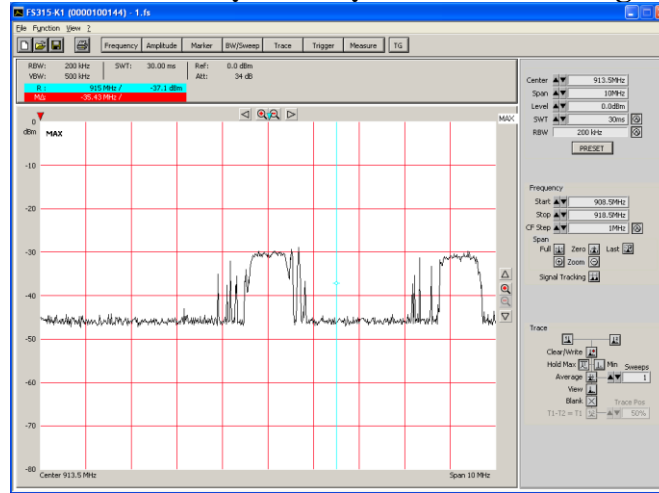 FS315-K1 (0000100144) - 1.fs
File Function View ?
Frequency Amplitude Marker BW/Sweep Trace Trigger Measure TG
RBW: 200 kHz SWT: 30.00 ms Ref: 0.0 dBm
VBW: 500 kHz Att: 34 dB
R : 915 MHz / -37.1 dBm
MΔ: -35.43 MHz /
0
dBm MAX
MAX
-10
-20
-30
-40
-50
-60
-70
-80
Center 913.5 MHz Span 10 MHz
Center 913.5MHz
Span 10MHz
Level 0.0dBm
SWT 30ms
RBW 200 kHz
PRESET
Frequency
Start 908.5MHz
Stop 918.5MHz
CF Step 1MHz
Span
Full Zero Last
Zoom
Signal Tracking
Trace
Clear/Write
Hold Max Min Sweeps
Average 1
View
Blank Trace Pos
T1-T2 = T1 50%